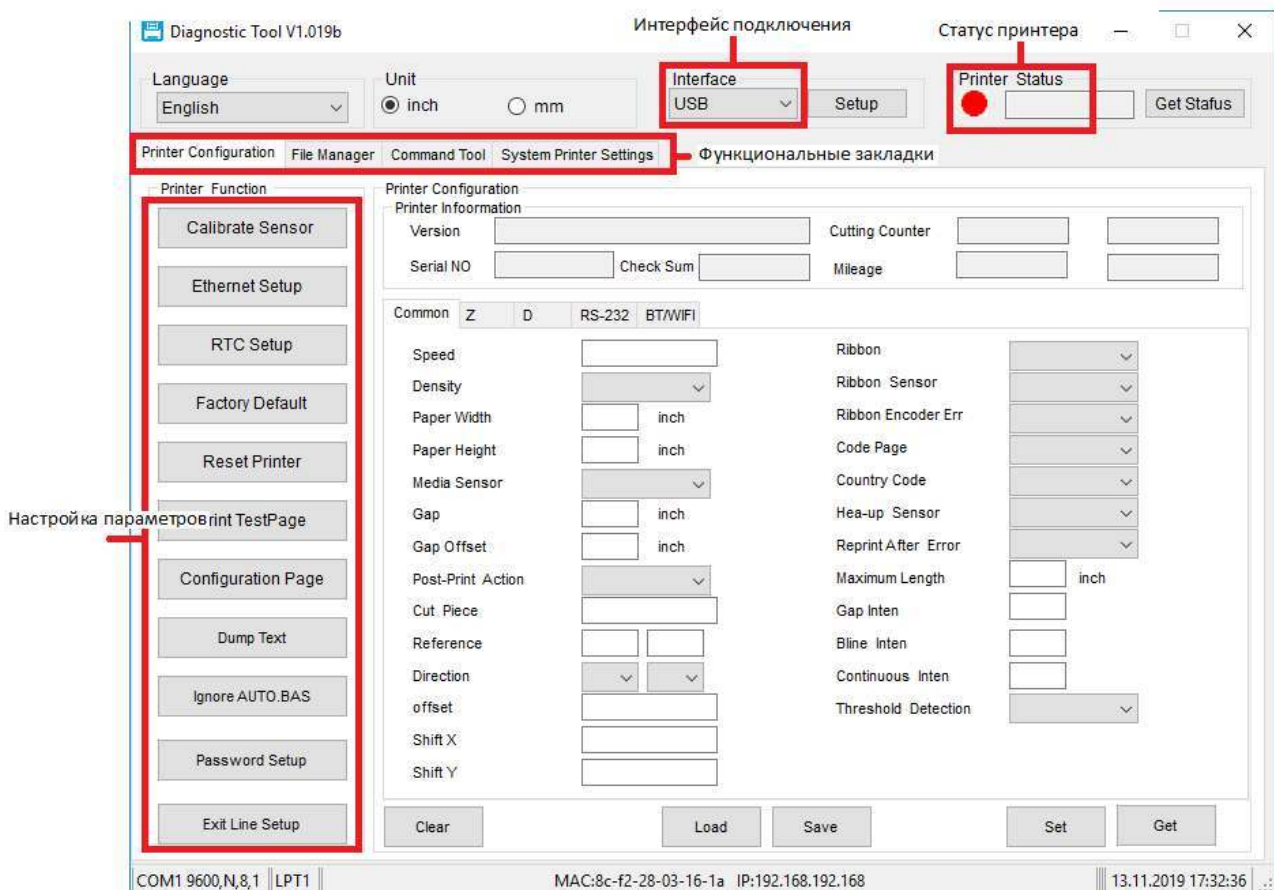 Интерфейс подключения
Статус принтера
Diagnostic Tool V1.019b
Language
Unit
Interface
Printer Status
English
inch
mm
USB
Setup
Get Stafus
Printer Configuration File Manager Command Tool System Printer Settings
Функциональные закладки
Printer Function
Calibrate Sensor
Ethernet Setup
RTC Setup
Factory Default
Reset Printer
Настройка параметров
rint TestPage
Configuration Page
Dump Text
Ignore AUTO.BAS
Password Setup
Exit Line Setup
Printer Configuration
Printer Infoormation
Version
Cutting Counter
Serial NO
Check Sum
Mileage
Common Z D RS-232 BT/WIFI
Speed
Density
Paper Width inch
Paper Height inch
Media Sensor
Gap inch
Gap Offset inch
Post-Print Action
Cut Piece
Reference
Direction
offset
Shift X
Shift Y
Ribbon
Ribbon Sensor
Ribbon Encoder Err
Code Page
Country Code
Hea-up Sensor
Reprint After Error
Maximum Length inch
Gap Inten
Bline Inten
Continuous Inten
Threshold Detection
Clear
Load
Save
Set
Get
COM1 9600,N,8,1 LPT1
MAC:8c-f2-28-03-16-1a IP:192.168.192.168
13.11.2019 17:32:36